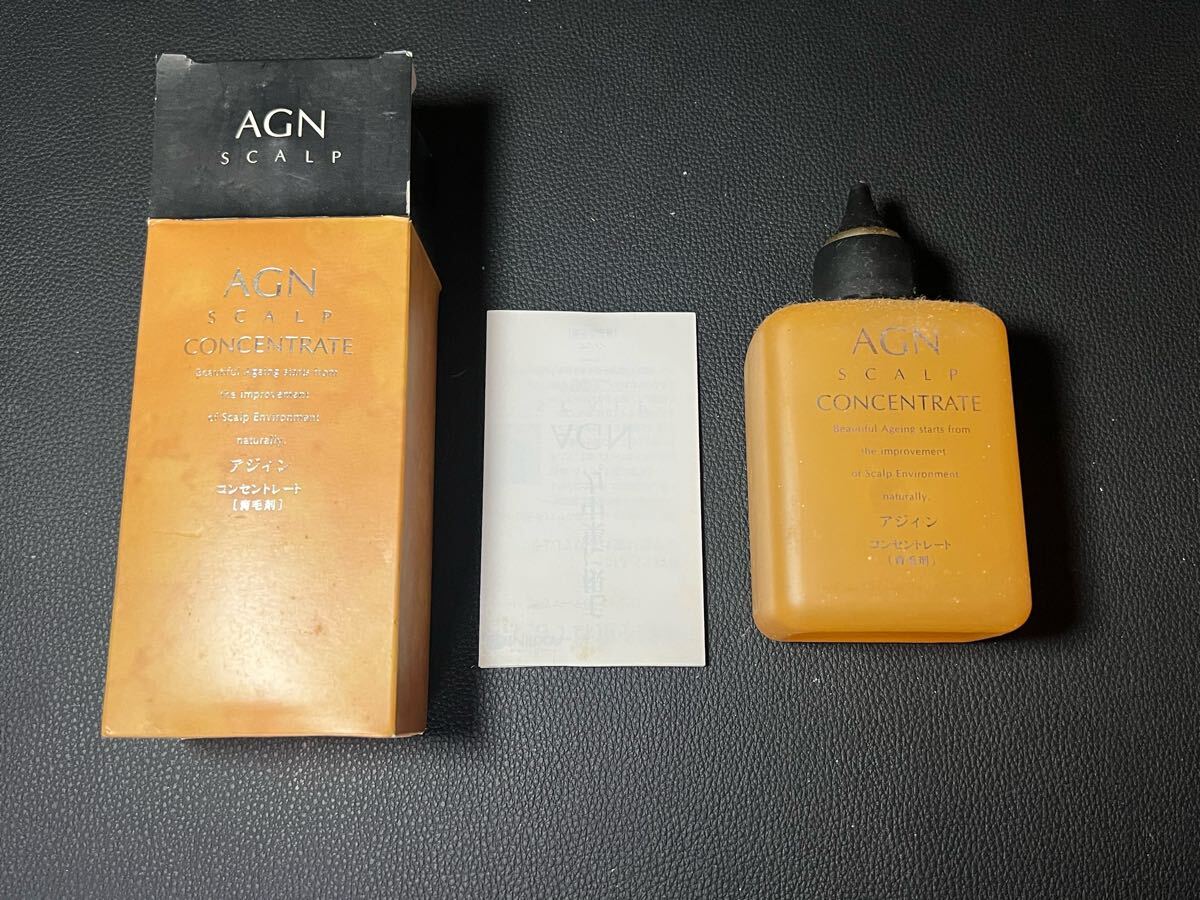 AGN
SCALP
AGN
SCALP
CONCENTRATE
Beautiful Ageing starts from
the improvement
of Scalp Environment
naturally.
アジィン
コンセントレート
[育毛剤]
AGN
AGN
SCALP
CONCENTRATE
Beautiful Ageing starts from
the improvement
of Scalp Environment
naturally.
アジィン
コンセントレート
[育毛剤]